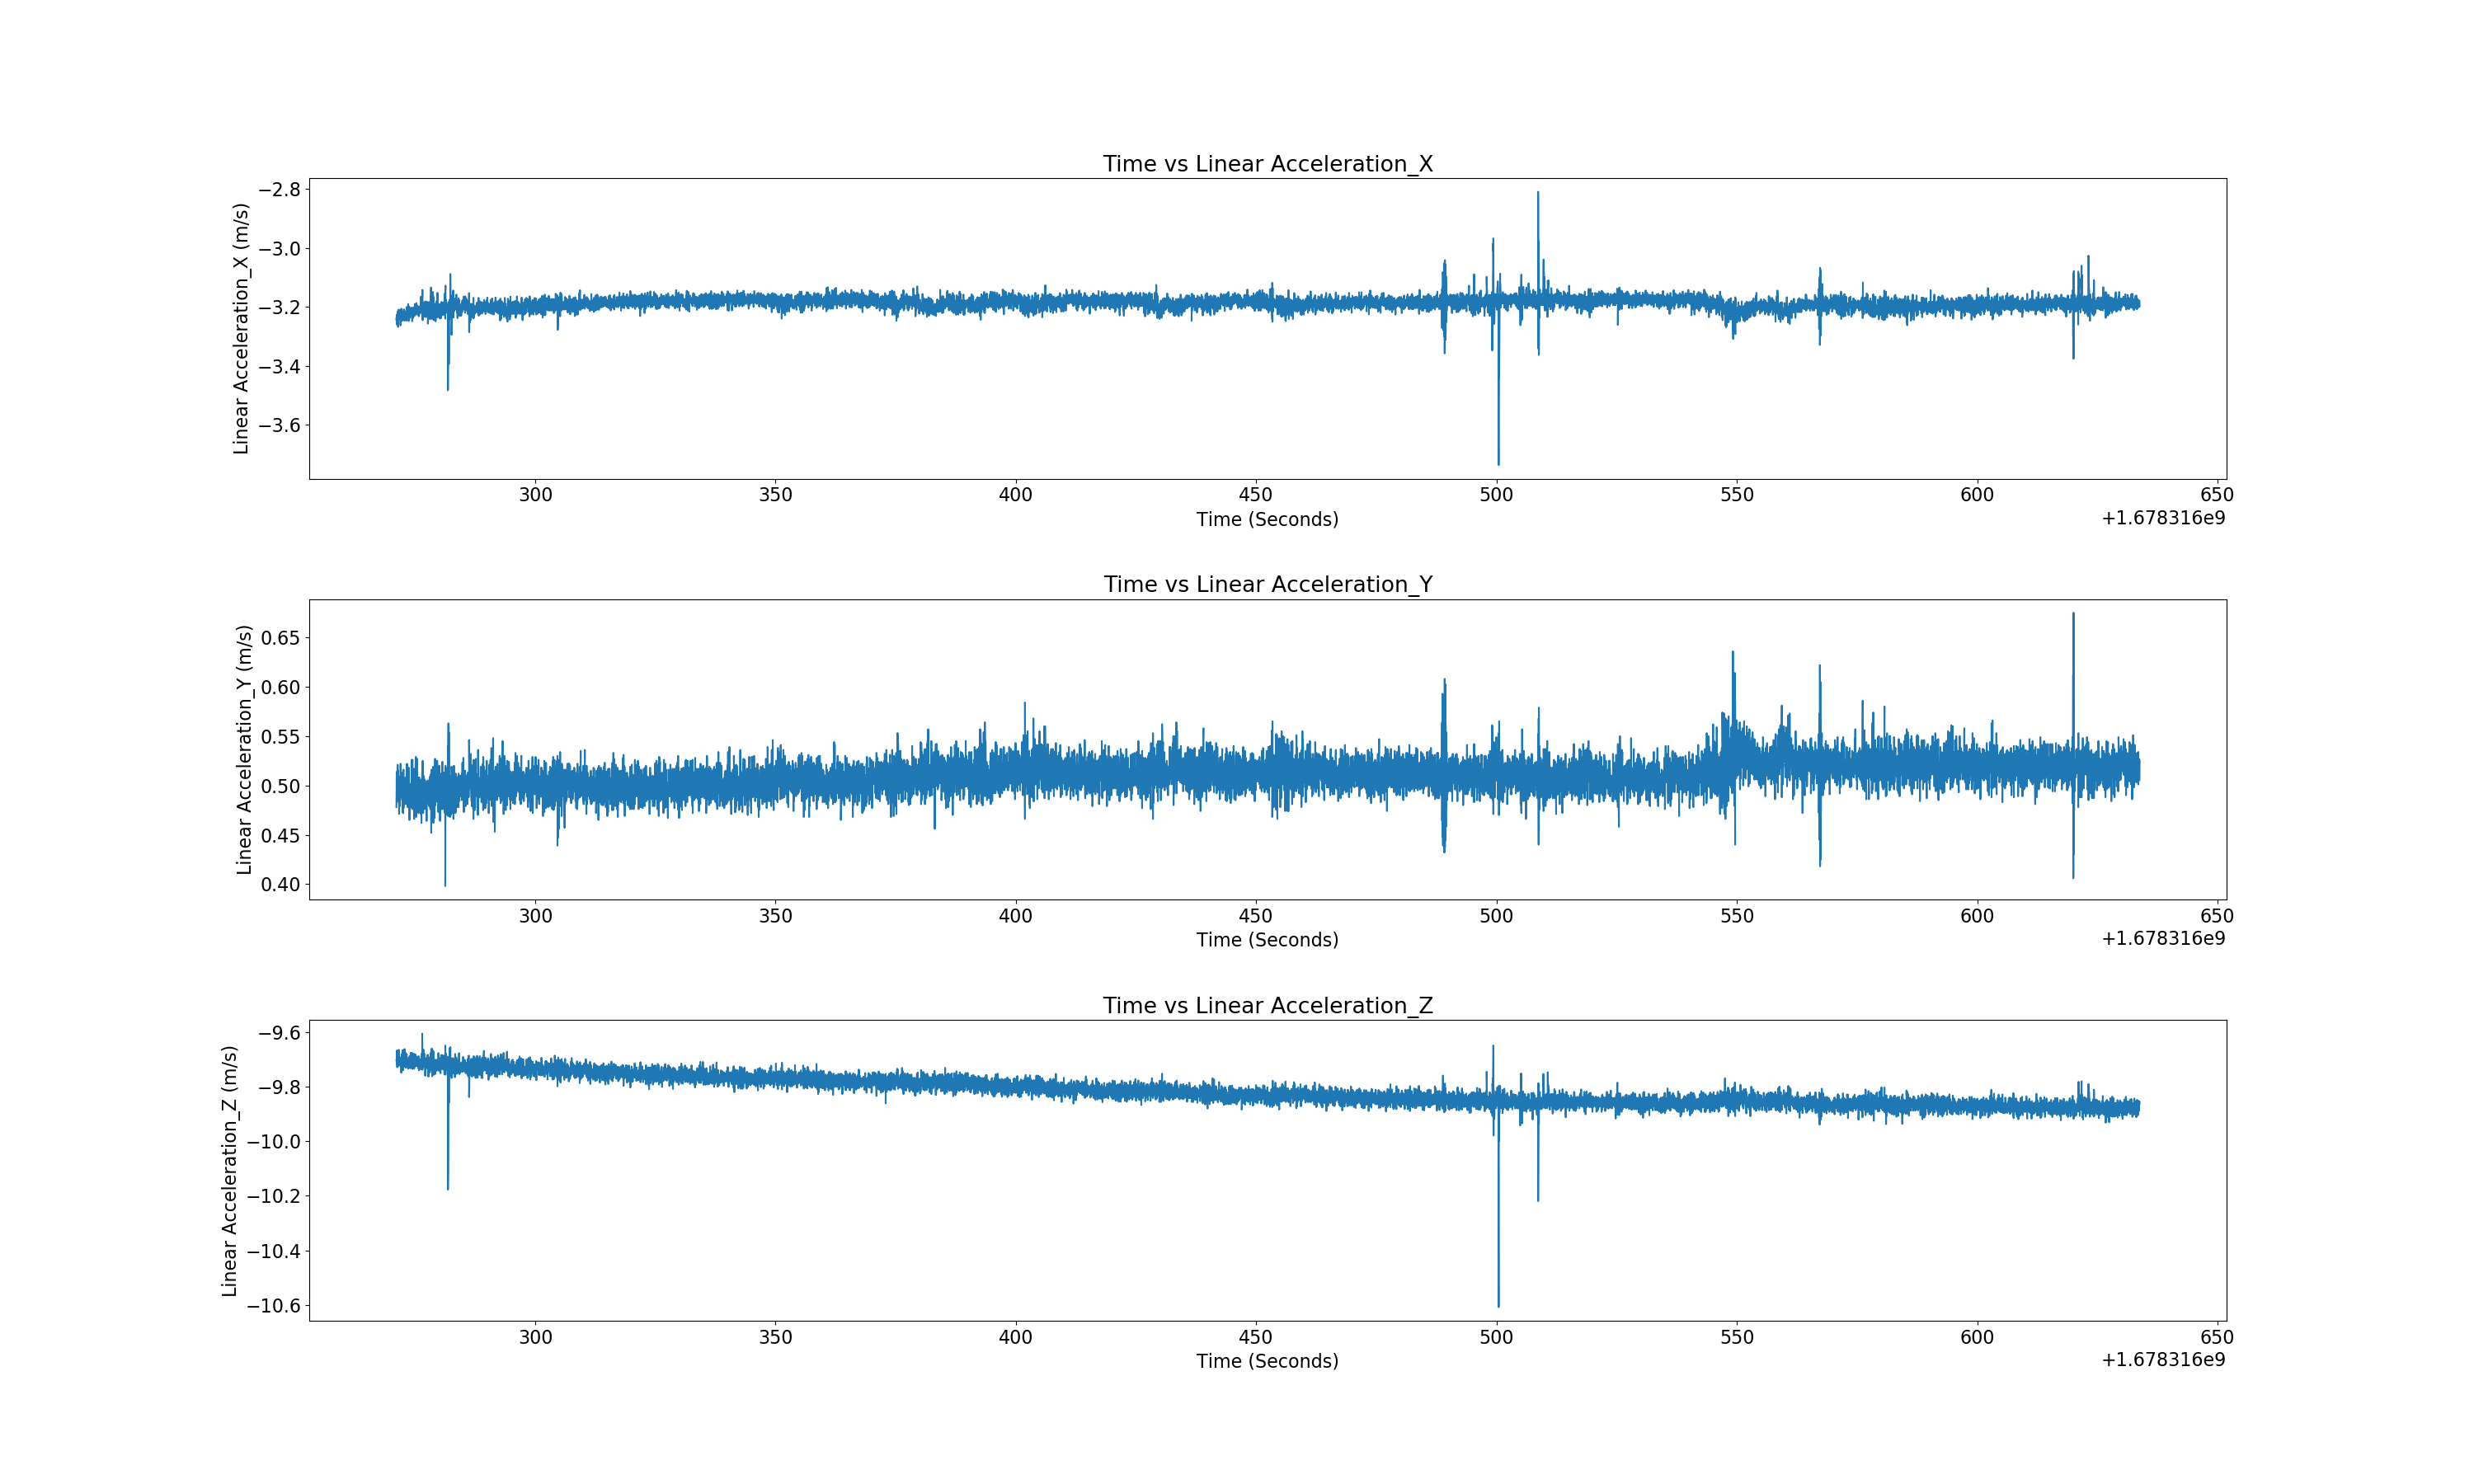 Time vs Linear Acceleration_X
Linear Acceleration_X (m/s)
−2.8
−3.0
−3.2
−3.4
−3.6
300 350 400 450 500 550 600 650
Time (Seconds)
+1.678316e9
Time vs Linear Acceleration_Y
Linear Acceleration_Y (m/s)
0.65
0.60
0.55
0.50
0.45
0.40
300 350 400 450 500 550 600 650
Time (Seconds)
+1.678316e9
Time vs Linear Acceleration_Z
Linear Acceleration_Z (m/s)
−9.6
−9.8
−10.0
−10.2
−10.4
−10.6
300 350 400 450 500 550 600 650
Time (Seconds)
+1.678316e9